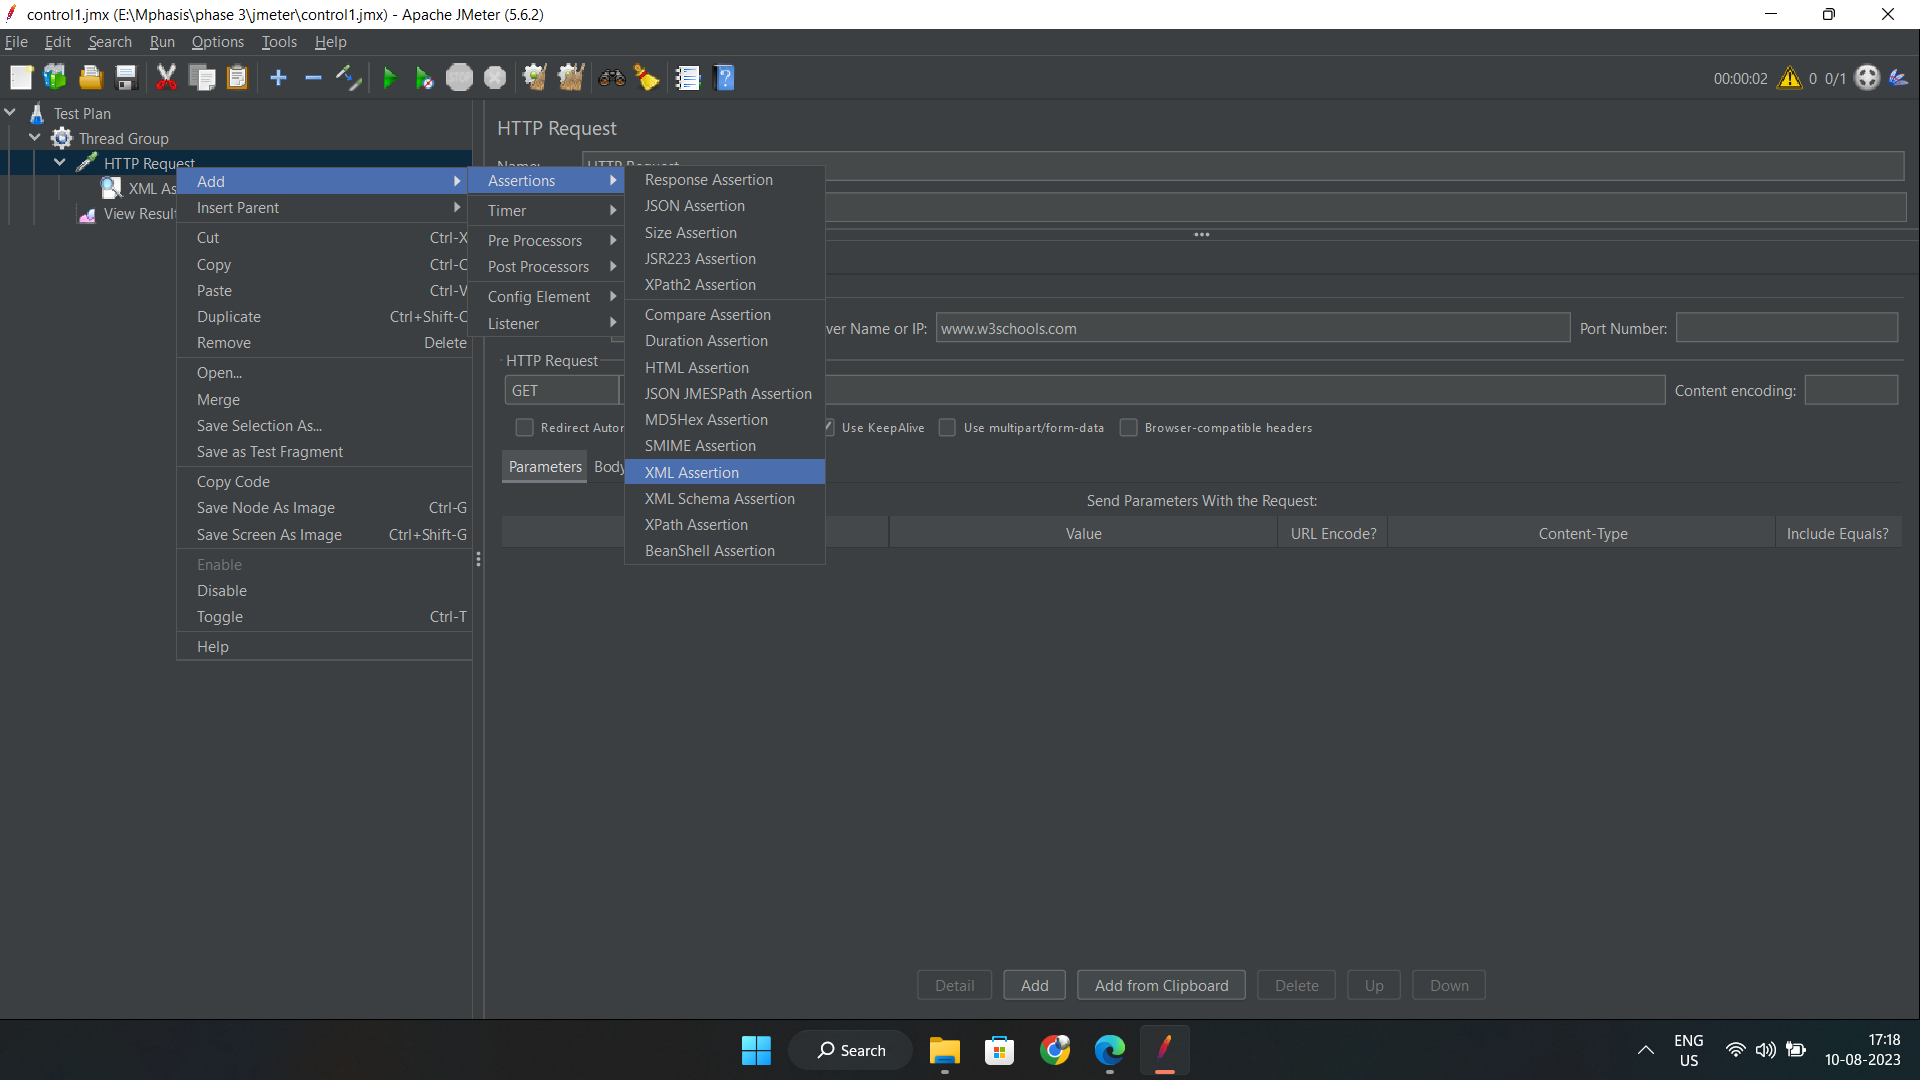 control1.jmx (E:\Mphasis\phase 3\jmeter\control1.jmx) - Apache JMeter (5.6.2)
File Edit Search Run Options Tools Help
00:00:02 0 0/1
Test Plan
Thread Group
HTTP Request
XML As
View Result
Add
Insert Parent
Cut Ctrl-X
Copy Ctrl-C
Paste Ctrl-V
Duplicate Ctrl+Shift-C
Remove Delete
Open...
Merge
Save Selection As...
Save as Test Fragment
Copy Code
Save Node As Image Ctrl-G
Save Screen As Image Ctrl+Shift-G
Enable
Disable
Toggle Ctrl-T
Help
Assertions
Timer
Pre Processors
Post Processors
Config Element
Listener
Response Assertion
JSON Assertion
Size Assertion
JSR223 Assertion
XPath2 Assertion
Compare Assertion
Duration Assertion
HTML Assertion
JSON JMESPath Assertion
MD5Hex Assertion
SMIME Assertion
XML Assertion
XML Schema Assertion
XPath Assertion
BeanShell Assertion
HTTP Request
Name: HTTP Request
ver Name or IP: www.w3schools.com Port Number:
HTTP Request
GET Content encoding:
Redirect Autor Use KeepAlive Use multipart/form-data Browser-compatible headers
Parameters Body
Send Parameters With the Request:
Value URL Encode? Content-Type Include Equals?
Detail Add Add from Clipboard Delete Up Down
Search
ENG
US
17:18
10-08-2023